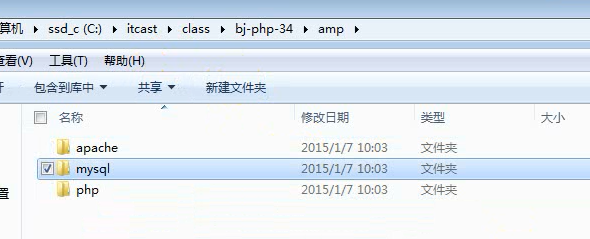 算机 ▸ ssd_c (C:) ▸ itcast ▸ class ▸ bj-php-34 ▸ amp ▸
查看(V) 工具(T) 帮助(H)
包含到库中 共享 新建文件夹
名称 修改日期 类型 大小
apache 2015/1/7 10:03 文件夹
mysql 2015/1/7 10:03 文件夹
php 2015/1/7 10:03 文件夹
置